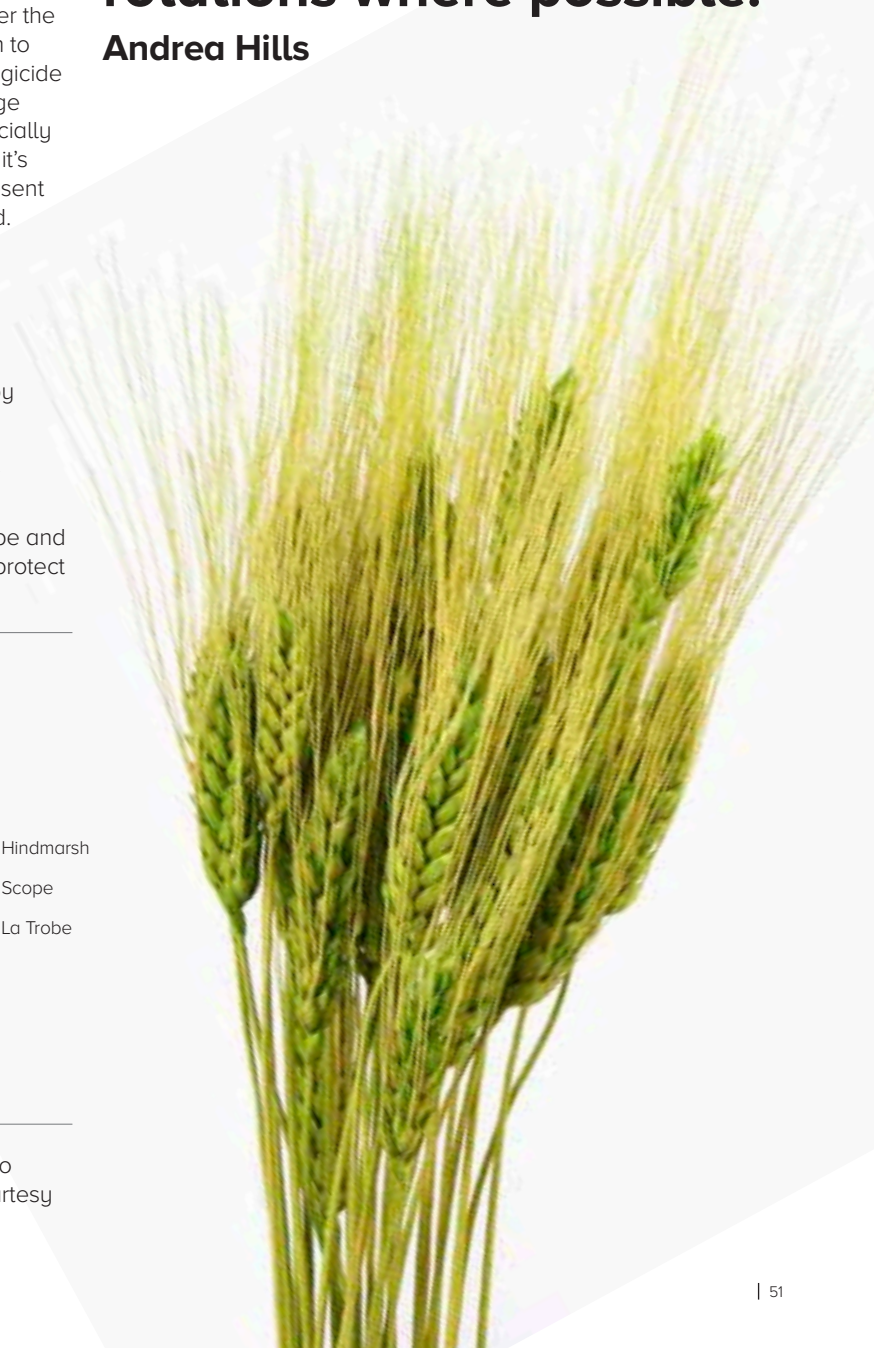 er the
n to
gicide
ge
cially
it's
sent
d.
y
be and
protect
Hindmarsh
Scope
La Trobe
o
rtesy
rotations where possible.
Andrea Hills
| 51